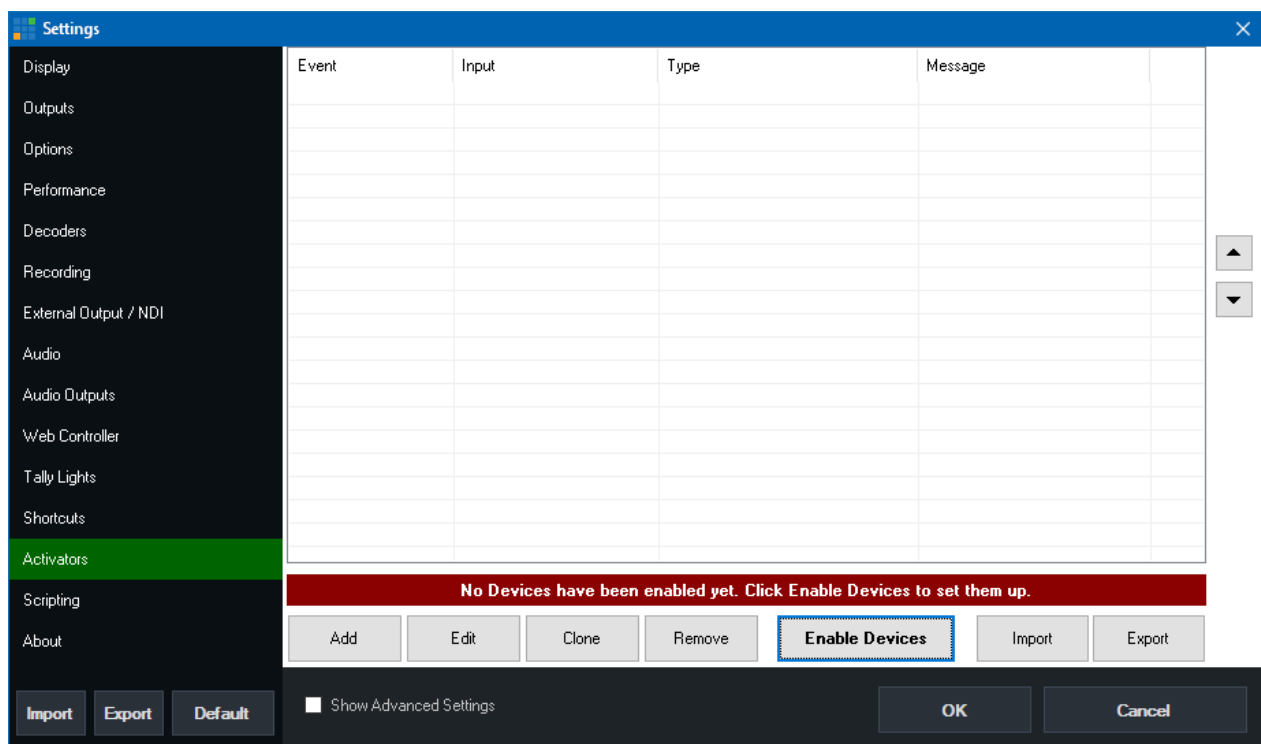 Settings
Display
Outputs
Options
Performance
Decoders
Recording
External Output / NDI
Audio
Audio Outputs
Web Controller
Tally Lights
Shortcuts
Activators
Scripting
About
Import Export Default
Event Input Type Message
No Devices have been enabled yet. Click Enable Devices to set them up.
Add Edit Clone Remove Enable Devices Import Export
Show Advanced Settings
OK Cancel